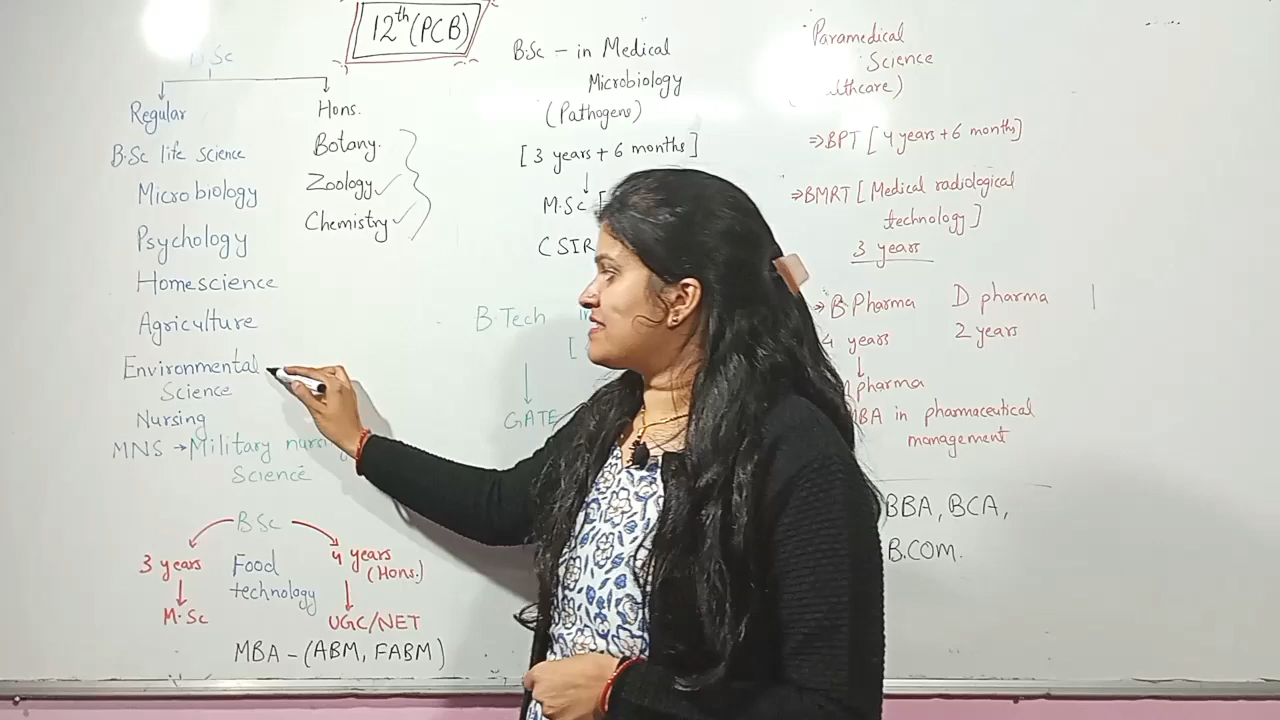 12th (PCB)
B.Sc
Regular
Hons.
B.Sc life science
Microbiology
Psychology
Homescience
Agriculture
Environmental
Science
Nursing
MNS → Military nursing
Science
Botany.
Zoology ✓
Chemistry ✓
BSc
3 years
Food
technology
4 years
(Hons.)
M.Sc
UGC/NET
MBA - (ABM, FABM)
B.Sc - in Medical
Microbiology
(Pathogens)
[3 years + 6 months]
M.Sc [
CSIR
B.Tech in
[
GATE
Paramedical
Science
lthcare)
⇒ BPT [4 years + 6 months]
⇒ BMRT [Medical radiological
technology]
3 years
B. Pharma D pharma
4 years 2 years
pharma
MBA in pharmaceutical
management
BBA, BCA,
B.COM.